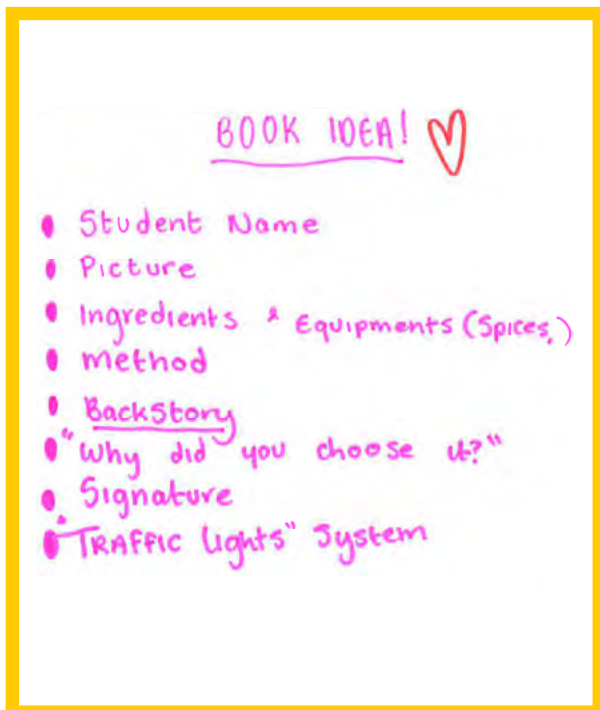 BOOK IDEA!
Student Name
Picture
Ingredients & Equipments (Spices,)
method
Backstory
"Why did you choose it?"
Signature
"TRAFFIC lights" System